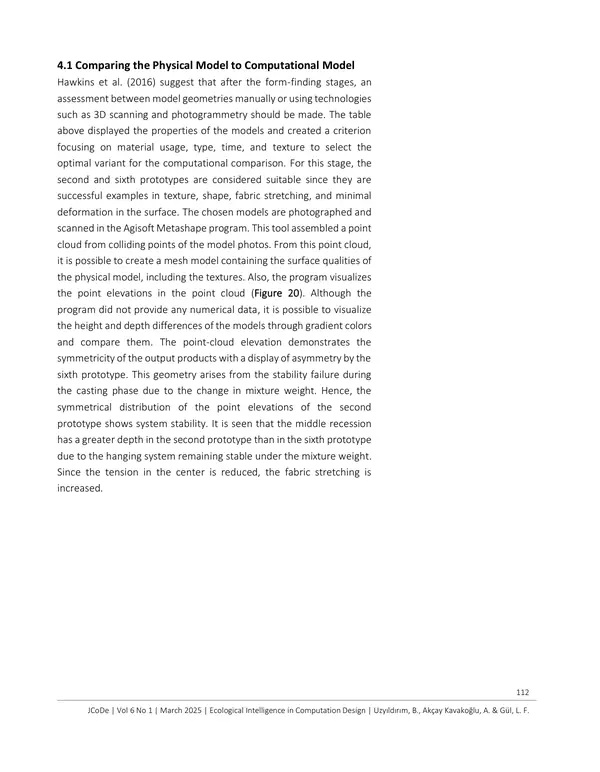 4.1 Comparing the Physical Model to Computational Model
Hawkins et al. (2016) suggest that after the form-finding stages, an
assessment between model geometries manually or using technologies
such as 3D scanning and photogrammetry should be made. The table
above displayed the properties of the models and created a criterion
focusing on material usage, type, time, and texture to select the
optimal variant for the computational comparison. For this stage, the
second and sixth prototypes are considered suitable since they are
successful examples in texture, shape, fabric stretching, and minimal
deformation in the surface. The chosen models are photographed and
scanned in the Agisoft Metashape program. This tool assembled a point
cloud from colliding points of the model photos. From this point cloud,
it is possible to create a mesh model containing the surface qualities of
the physical model, including the textures. Also, the program visualizes
the point elevations in the point cloud (Figure 20). Although the
program did not provide any numerical data, it is possible to visualize
the height and depth differences of the models through gradient colors
and compare them. The point-cloud elevation demonstrates the
symmetricity of the output products with a display of asymmetry by the
sixth prototype. This geometry arises from the stability failure during
the casting phase due to the change in mixture weight. Hence, the
symmetrical distribution of the point elevations of the second
prototype shows system stability. It is seen that the middle recession
has a greater depth in the second prototype than in the sixth prototype
due to the hanging system remaining stable under the mixture weight.
Since the tension in the center is reduced, the fabric stretching is
increased.
112
JCoDe | Vol 6 No 1 | March 2025 | Ecological Intelligence in Computation Design | Uzyıldırım, B., Akçay Kavakoğlu, A. & Gül, L. F.